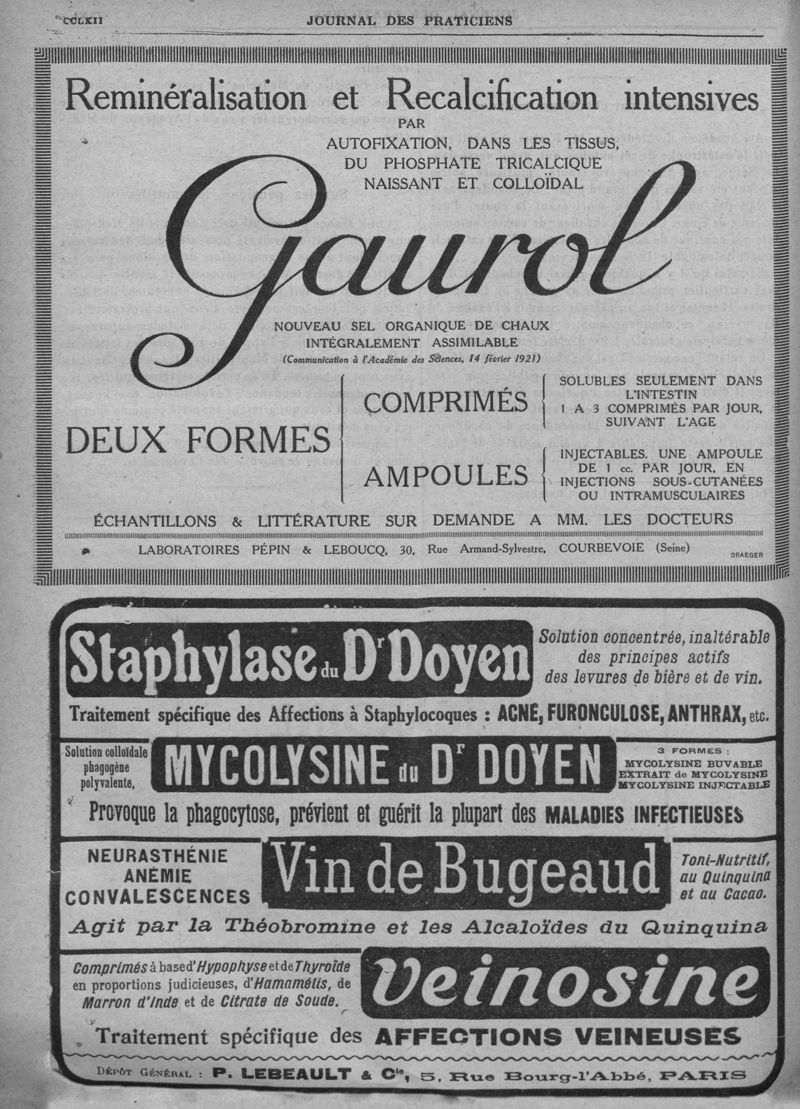 CCLXII
JOURNAL DES PRATICIENS
Reminéralisation et Recalcification intensives
PAR
AUTOFIXATION, DANS LES TISSUS,
DU PHOSPHATE TRICALCIQUE
NAISSANT ET COLLOÏDAL
Gaurol
NOUVEAU SEL ORGANIQUE DE CHAUX
INTÉGRALEMENT ASSIMILABLE
(Communication à l'Académie des Sciences, 14 février 1921)
DEUX FORMES
COMPRIMÉS
SOLUBLES SEULEMENT DANS
L'INTESTIN
1 A 3 COMPRIMÉS PAR JOUR,
SUIVANT L'AGE
AMPOULES
INJECTABLES. UNE AMPOULE
DE 1 cc. PAR JOUR, EN
INJECTIONS SOUS-CUTANÉES
OU INTRAMUSCULAIRES
ÉCHANTILLONS & LITTÉRATURE SUR DEMANDE A MM. LES DOCTEURS
LABORATOIRES PÉPIN & LEBOUCQ, 30, Rue Armand-Sylvestre, COURBEVOIE (Seine)
DRAEGER
Staphylase du Dr Doyen
Solution concentrée, inaltérable
des principes actifs
des levures de bière et de vin.
Traitement spécifique des Affections à Staphylocoques : ACNÉ, FURONCULOSE, ANTHRAX, etc.
Solution colloïdale
phagogène
polyvalente,
MYCOLYSINE du Dr DOYEN
3 FORMES :
MYCOLYSINE BUVABLE
EXTRAIT de MYCOLYSINE
MYCOLYSINE INJECTABLE
Provoque la phagocytose, prévient et guérit la plupart des MALADIES INFECTIEUSES
NEURASTHÉNIE
ANÉMIE
CONVALESCENCES
Vin de Bugeaud
Toni-Nutritif,
au Quinquina
et au Cacao.
Agit par la Théobromine et les Alcaloïdes du Quinquina
Comprimés à base d'Hypophyse et de Thyroïde
en proportions judicieuses, d'Hamamélis, de
Marron d'Inde et de Citrate de Soude.
Veinosine
Traitement spécifique des AFFECTIONS VEINEUSES
DÉPÔT GÉNÉRAL : P. LEBEAULT & Cie, 5, Rue Bourg-l'Abbé, PARIS